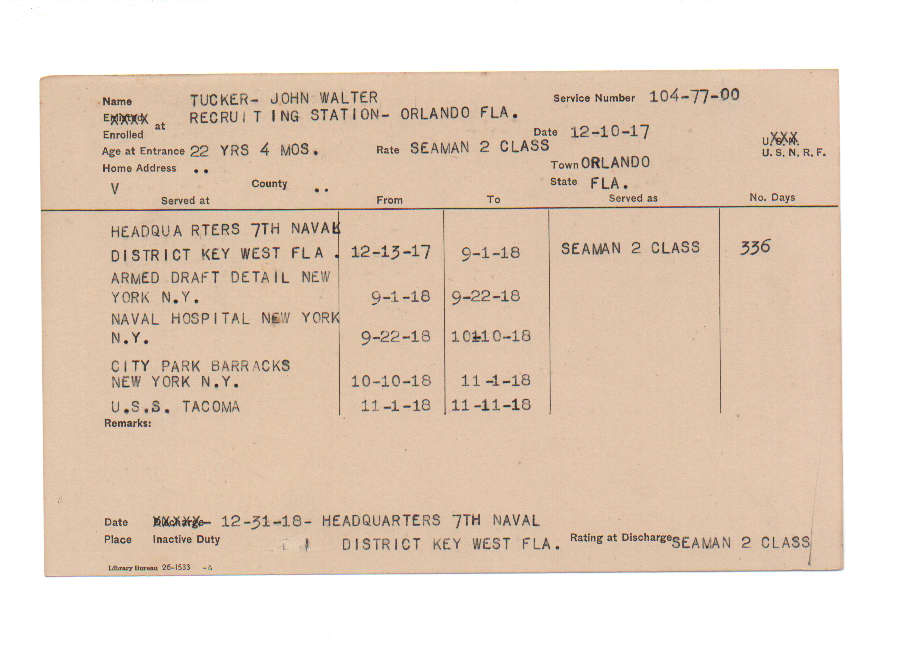 Name TUCKER- JOHN WALTER Service Number 104-77-00
Enlisted at RECRUITING STATION- ORLANDO FLA.
Enrolled Date 12-10-17 U.S.N.
Age at Entrance 22 YRS 4 MOS. Rate SEAMAN 2 CLASS U. S. N. R. F.
Home Address .. Town ORLANDO
V County .. State FLA.
Served at From To Served as No. Days
HEADQUARTERS 7TH NAVAL
DISTRICT KEY WEST FLA . 12-13-17 9-1-18 SEAMAN 2 CLASS 336
ARMED DRAFT DETAIL NEW
YORK N.Y. 9-1-18 9-22-18
NAVAL HOSPITAL NEW YORK
N.Y. 9-22-18 10-10-18
CITY PARK BARRACKS
NEW YORK N.Y. 10-10-18 11-1-18
U.S.S. TACOMA 11-1-18 11-11-18
Remarks:
Date Discharge- 12-31-18- HEADQUARTERS 7TH NAVAL
Place Inactive Duty DISTRICT KEY WEST FLA. Rating at Discharge SEAMAN 2 CLASS
Library Bureau 26-1533 -A